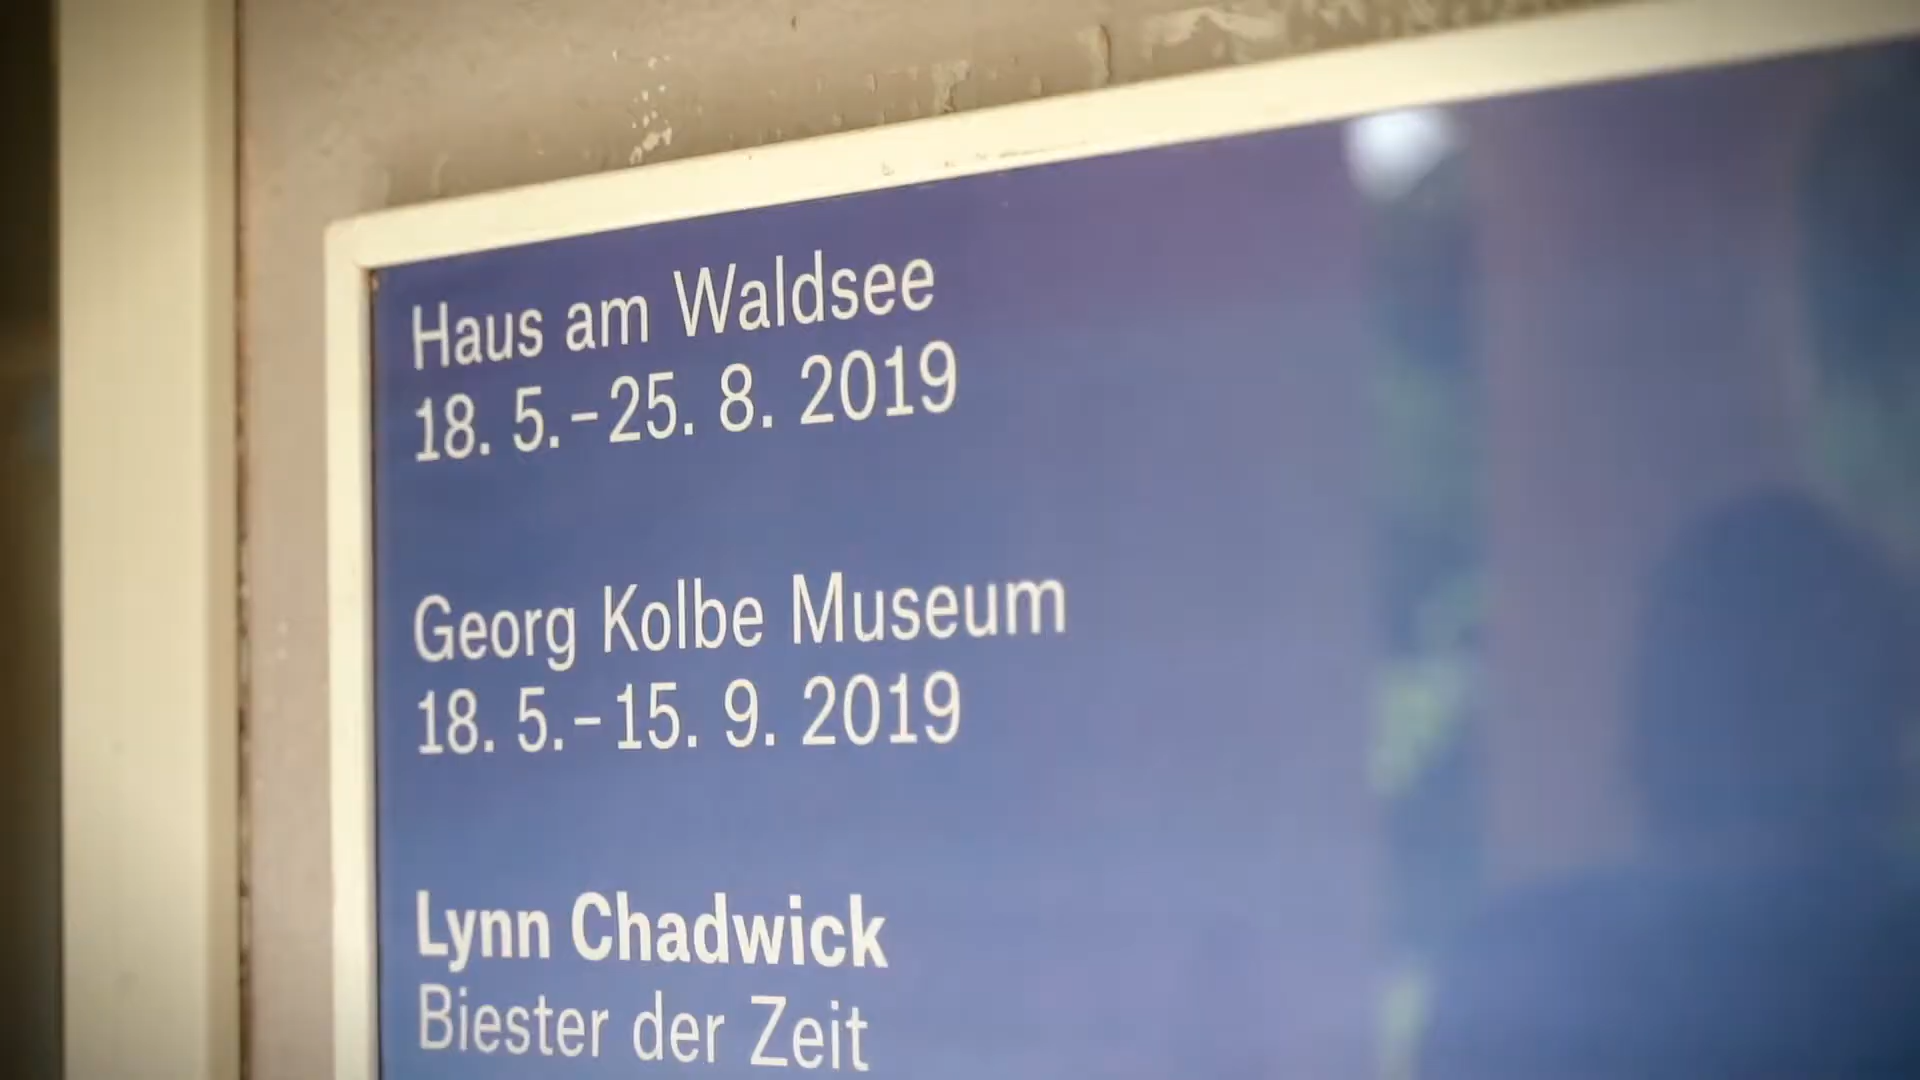 Haus am Waldsee
18. 5.–25. 8. 2019
Georg Kolbe Museum
18. 5.–15. 9. 2019
Lynn Chadwick
Biester der Zeit